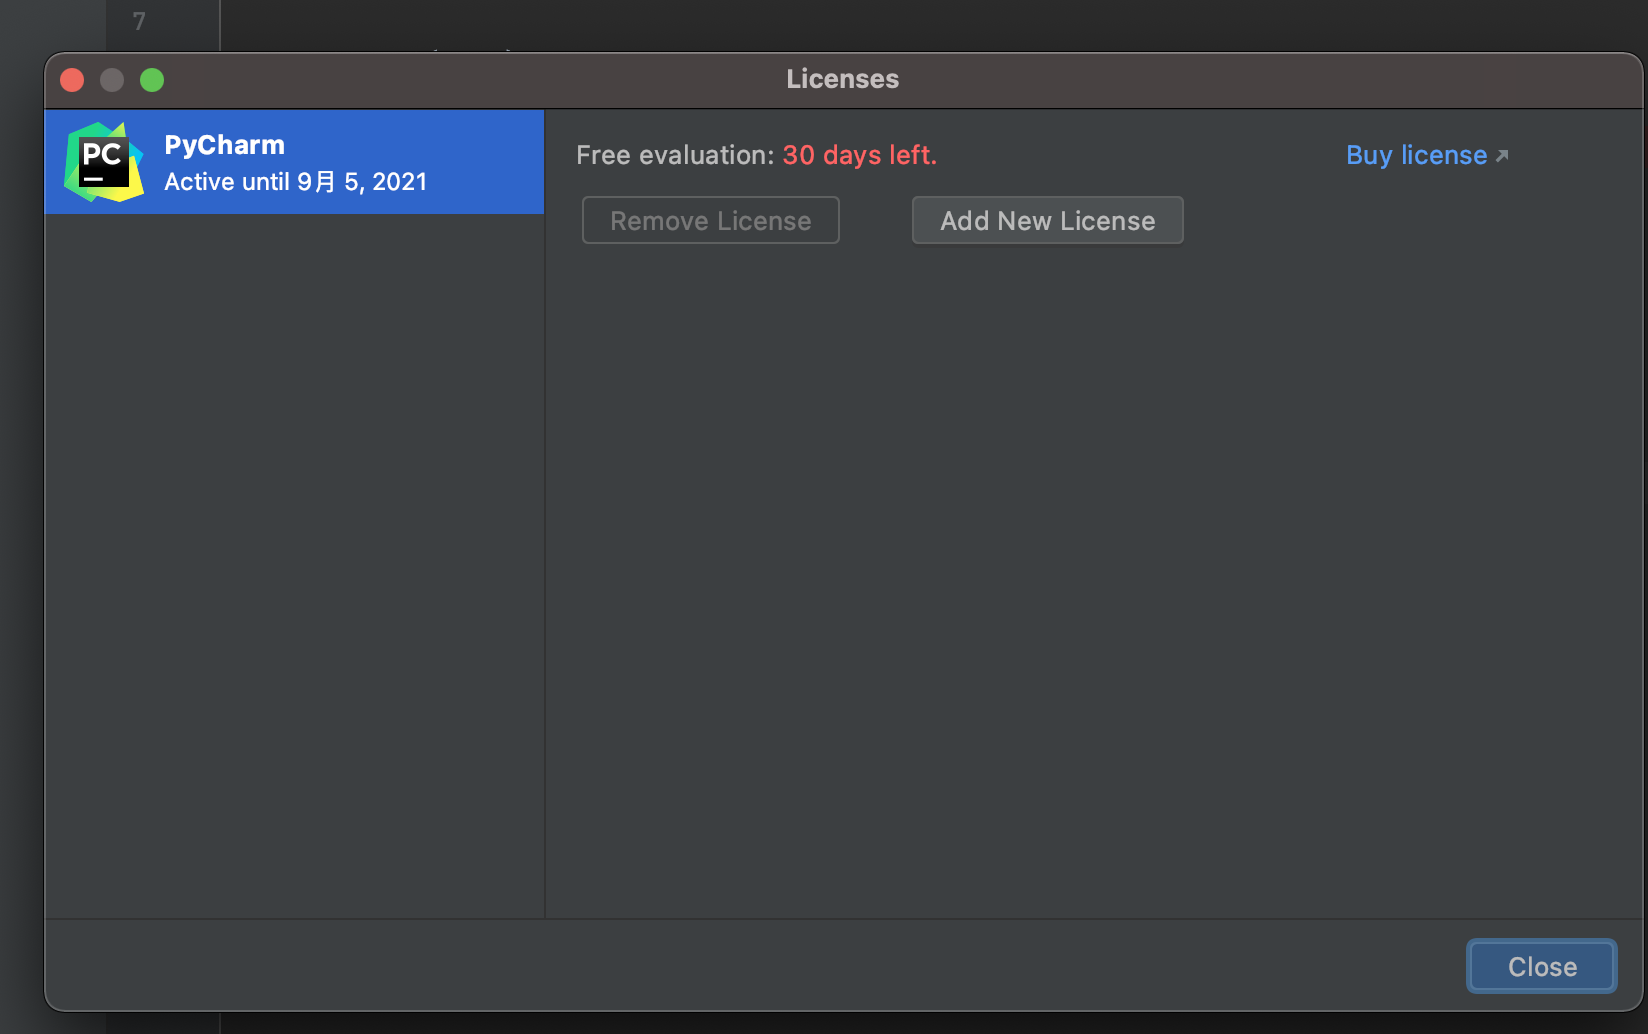 7
Licenses
PC
PyCharm
Active until 9月 5, 2021
Free evaluation: 30 days left.
Buy license
Remove License
Add New License
Close